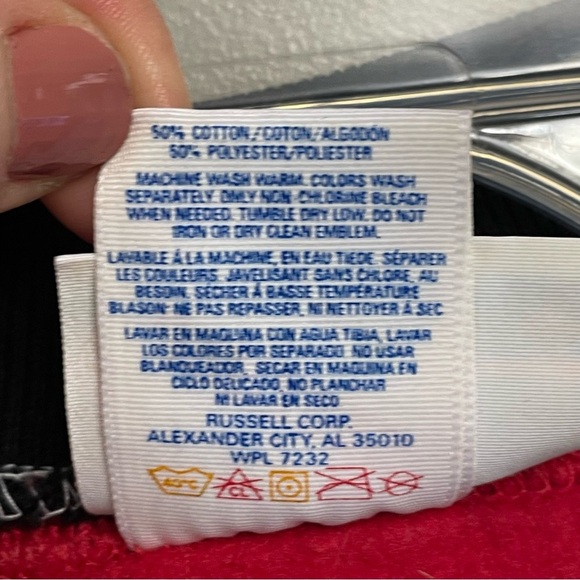 50% COTTON/COTON/ALGODÓN
50% POLYESTER/POLIESTER
MACHINE WASH WARM. COLORS WASH
SEPARATELY. ONLY NON-CHLORINE BLEACH
WHEN NEEDED. TUMBLE DRY LOW. DO NOT
IRON OR DRY CLEAN EMBLEM.
LAVABLE À LA MACHINE, EN EAU TIEDE. SÉPARER
LES COULEURS. JAVELISANT SANS CHLORE, AU
BESOIN. SÉCHER À BASSE TEMPÉRATURE
BLASON: NE PAS REPASSER, NI NETTOYER À SEC
LAVAR EN MAQUINA CON AGUA TIBIA, LAVAR
LOS COLORES POR SEPARADO. NO USAR
BLANQUEADOR, SECAR EN MAQUINA EN
CICLO DELICADO, NO PLANCHAR
NI LAVAR EN SECO
RUSSELL CORP.
ALEXANDER CITY, AL 35010
WPL 7232
40°C CL